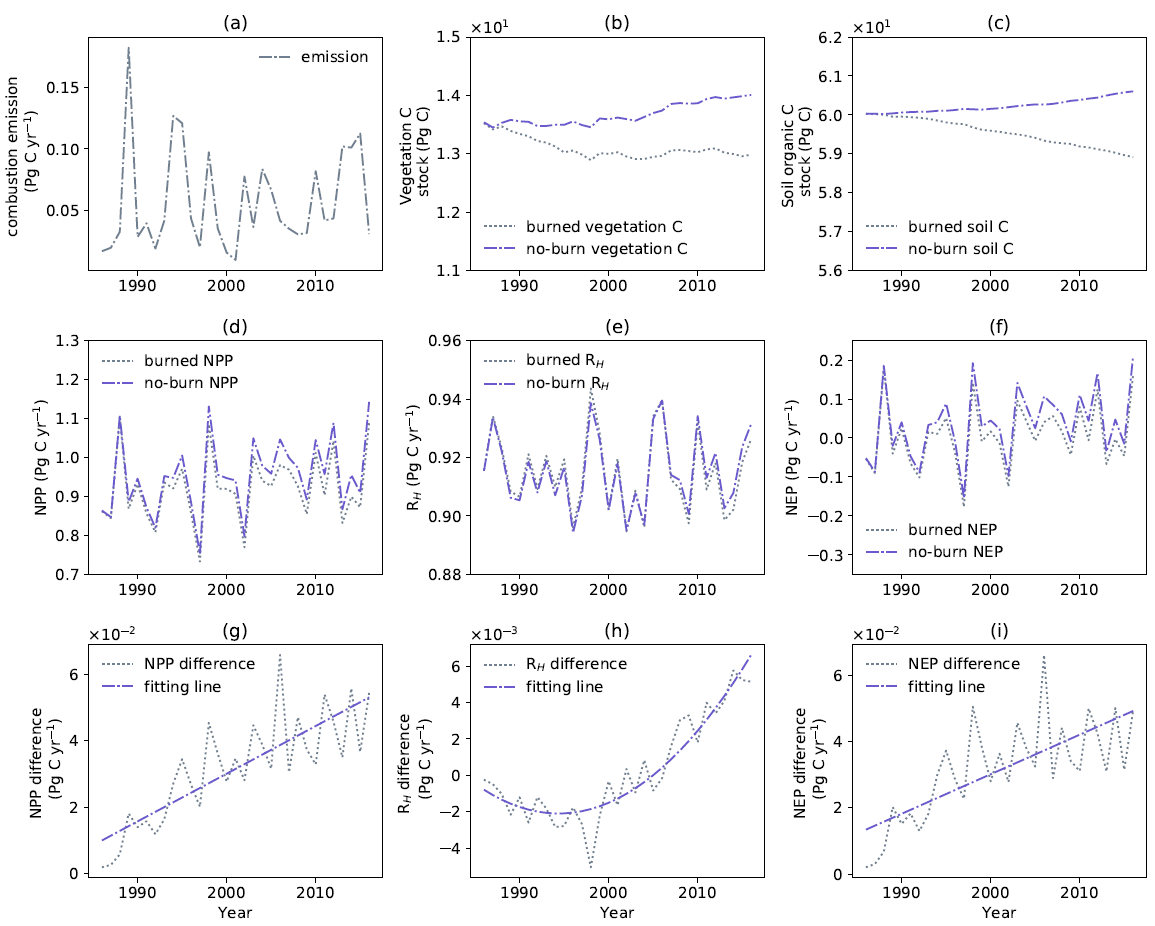 (a)
combustion emission
(Pg C yr⁻¹)
0.15
0.10
0.05
emission
1990
2000
2010
(b)
×10¹
Vegetation C
stock (Pg C)
1.5
1.4
1.3
1.2
1.1
burned vegetation C
no-burn vegetation C
1990
2000
2010
(c)
×10¹
Soil organic C
stock (Pg C)
6.2
6.1
6.0
5.9
5.8
5.7
5.6
burned soil C
no-burn soil C
1990
2000
2010
(d)
NPP (Pg C yr⁻¹)
1.3
1.2
1.1
1.0
0.9
0.8
0.7
burned NPP
no-burn NPP
1990
2000
2010
(e)
R_H (Pg C yr⁻¹)
0.96
0.94
0.92
0.90
0.88
burned R_H
no-burn R_H
1990
2000
2010
(f)
NEP (Pg C yr⁻¹)
0.2
0.1
0.0
−0.1
−0.2
−0.3
burned NEP
no-burn NEP
1990
2000
2010
(g)
×10⁻²
NPP difference
(Pg C yr⁻¹)
6
4
2
0
NPP difference
fitting line
1990
2000
2010
Year
(h)
×10⁻³
R_H difference
(Pg C yr⁻¹)
6
4
2
0
−2
−4
R_H difference
fitting line
1990
2000
2010
Year
(i)
×10⁻²
NEP difference
(Pg C yr⁻¹)
6
4
2
0
NEP difference
fitting line
1990
2000
2010
Year